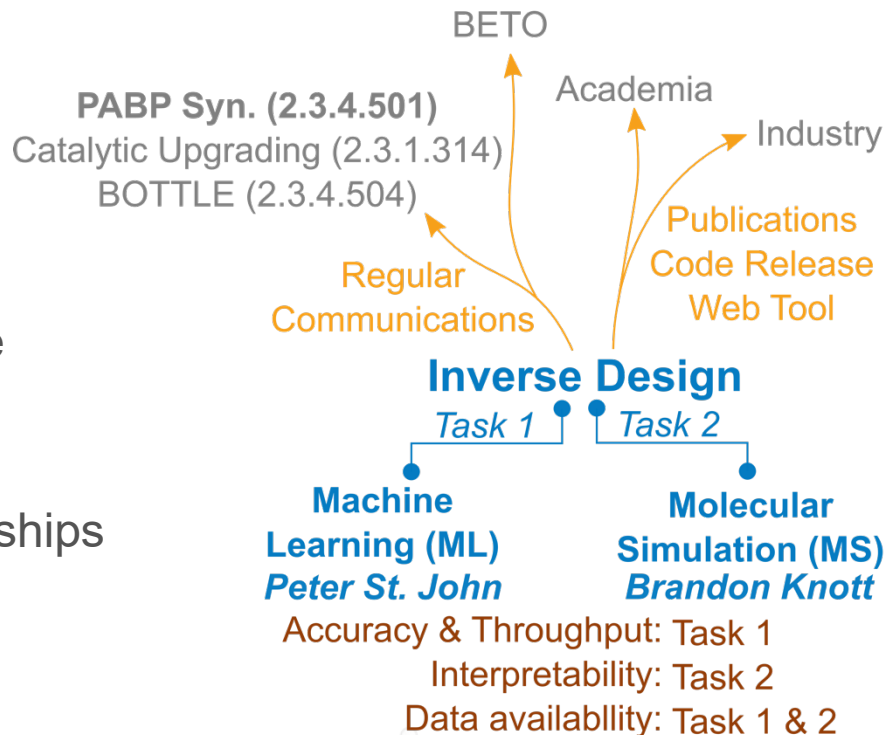 BETO
PABP Syn. (2.3.4.501)
Catalytic Upgrading (2.3.1.314)
BOTTLE (2.3.4.504)
Academia
Industry
Regular
Communications
Publications
Code Release
Web Tool
e
ships
Inverse Design
Task 1
Task 2
Machine
Learning (ML)
Peter St. John
Molecular
Simulation (MS)
Brandon Knott
Accuracy & Throughput: Task 1
Interpretability: Task 2
Data availabllity: Task 1 & 2